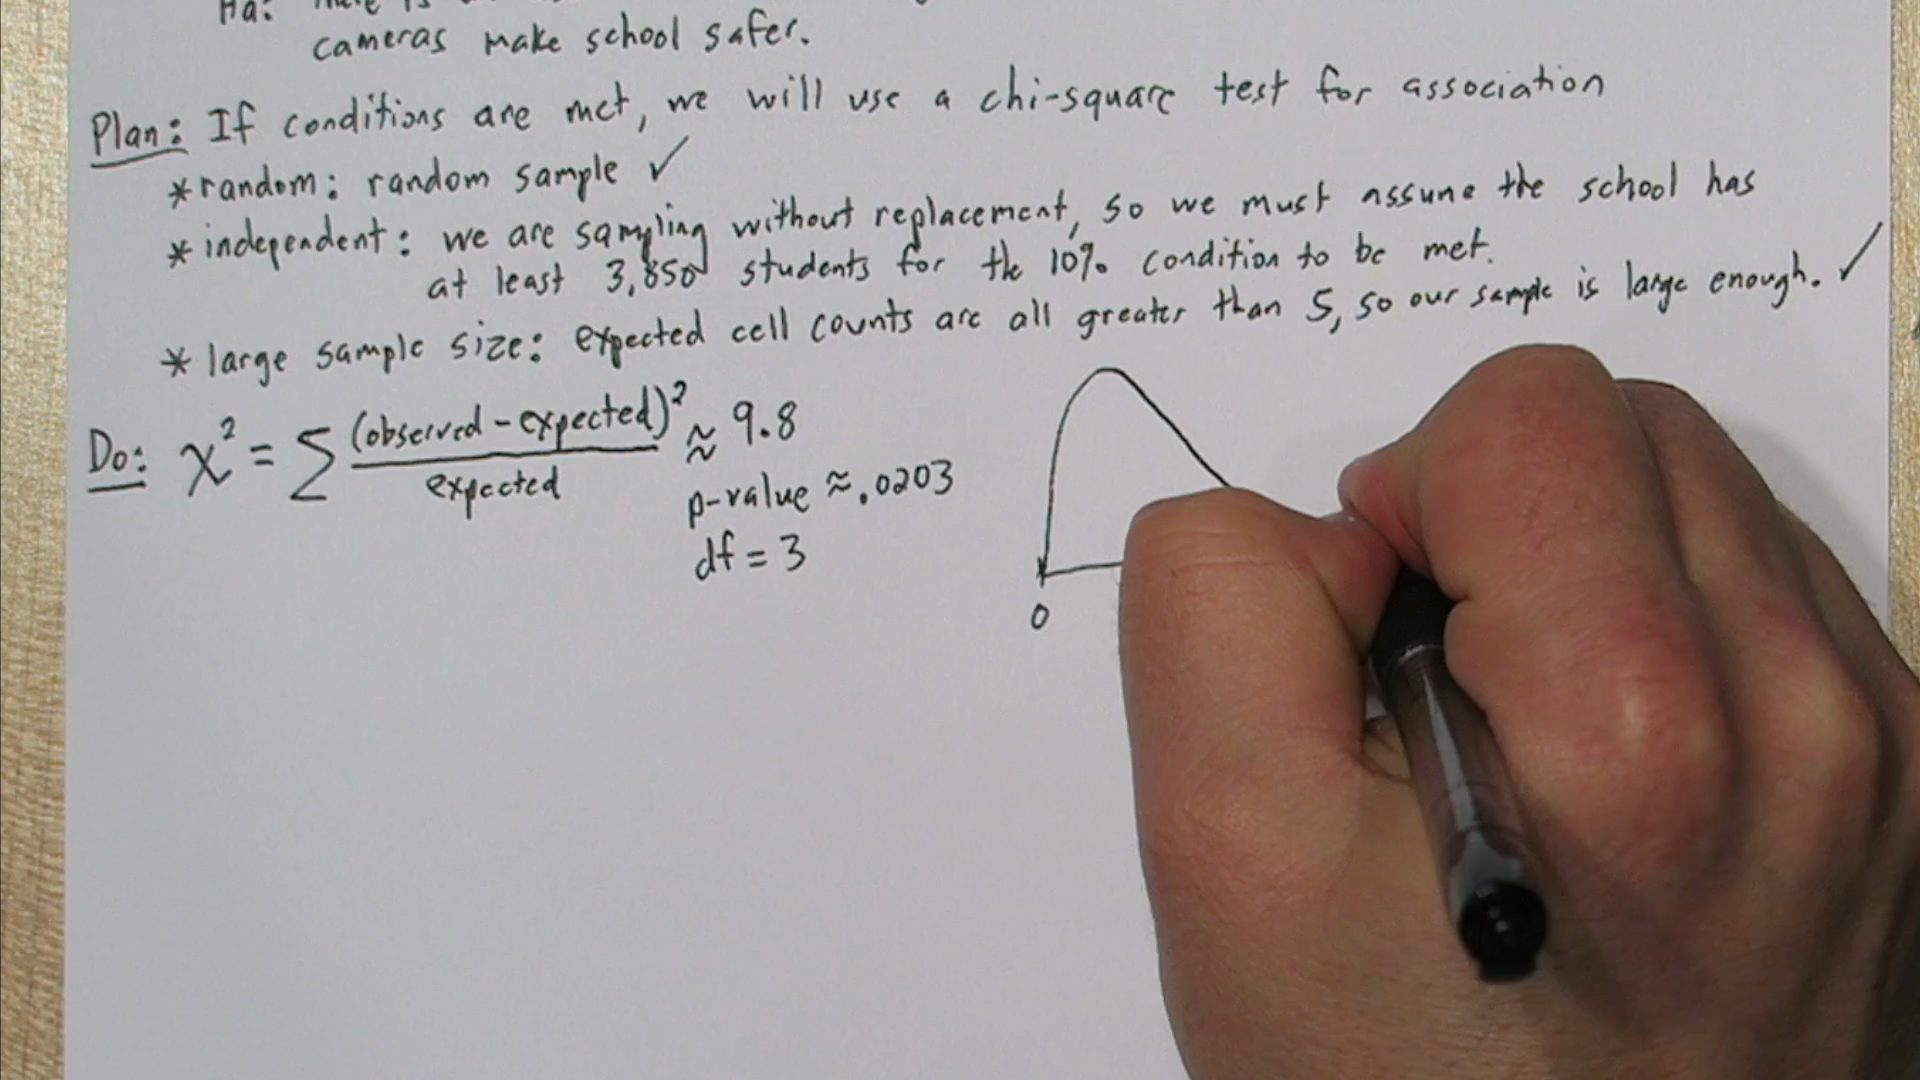 Ha: There is
cameras make school safer.
Plan: If conditions are met, we will use a chi-square test for association
* random: random sample ✓
* independent: we are sampling without replacement, so we must assume the school has
at least 3,850 students for the 10% condition to be met.
* large sample size: expected cell counts are all greater than 5, so our sample is large enough. ✓
Do: χ² = Σ (observed - expected)² / expected ≈ 9.8
p-value ≈ .0203
df = 3
0